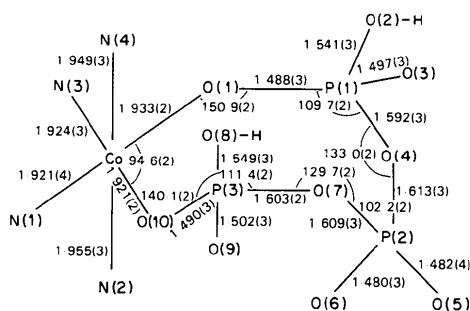 O(2)-H
N(4)
1 541(3)
1 497(3) O(3)
1 949(3)
N(3)
O(1) 1 488(3) P(1)
1 933(2) 150 9(2) 109 7(2)
1 592(3)
1 924(3)
O(8)-H
133 0(2) O(4)
Co 94 6(2)
1 549(3)
1 921(4)
1 921(2)
140 1(2) P(3) 111 4(2) 129 7(2) O(7)
1 613(3)
1 603(2)
102 2(2)
N(1)
O(10)
1 490(3)
1 502(3)
1 609(3)
P(2)
1 955(3)
O(9)
1 480(3) 1 482(4)
N(2)
O(6) O(5)